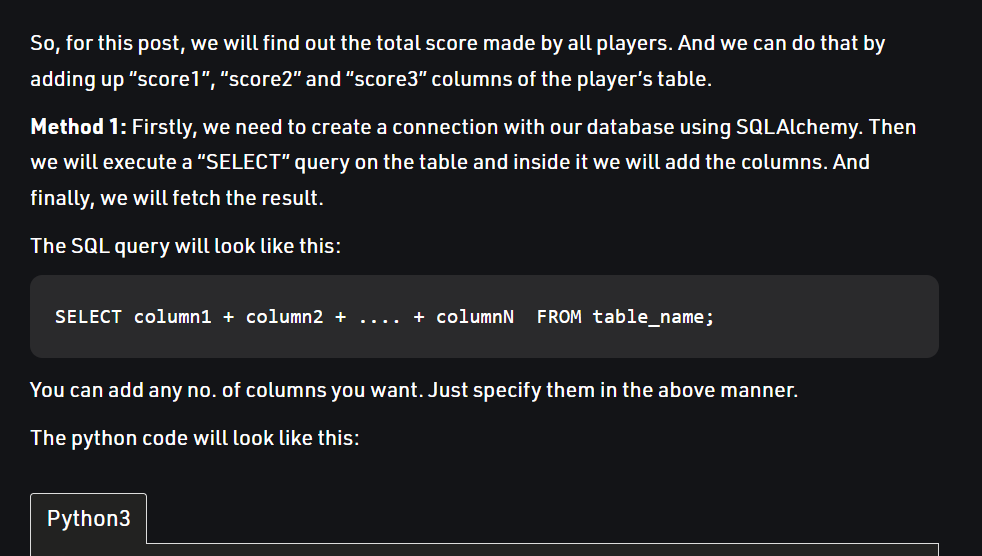 So, for this post, we will find out the total score made by all players. And we can do that by
adding up “score1”, “score2” and “score3” columns of the player’s table.
Method 1: Firstly, we need to create a connection with our database using SQLAlchemy. Then
we will execute a “SELECT” query on the table and inside it we will add the columns. And
finally, we will fetch the result.
The SQL query will look like this:
SELECT column1 + column2 + .... + columnN  FROM table_name;
You can add any no. of columns you want. Just specify them in the above manner.
The python code will look like this:
Python3